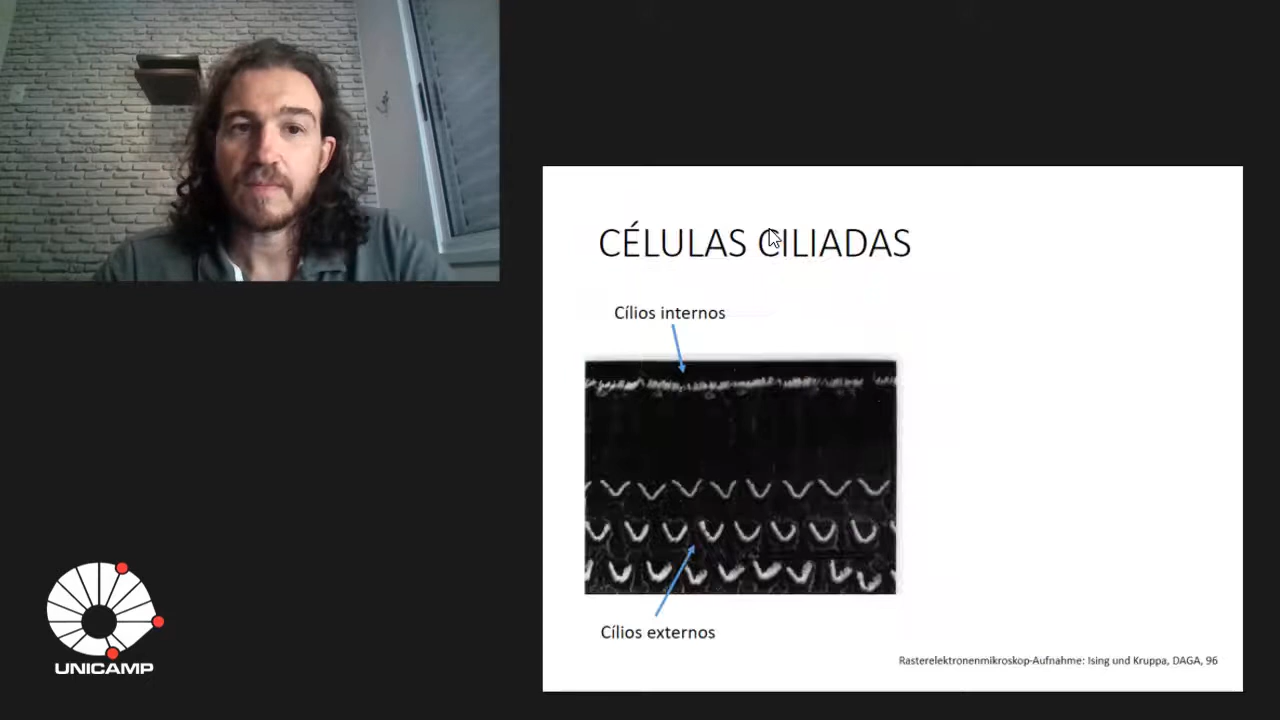 CÉLULAS CILIADAS
Cílios internos
Cílios externos
Rasterelektronenmikroskop-Aufnahme: Ising und Kruppa, DAGA, 96
UNICAMP